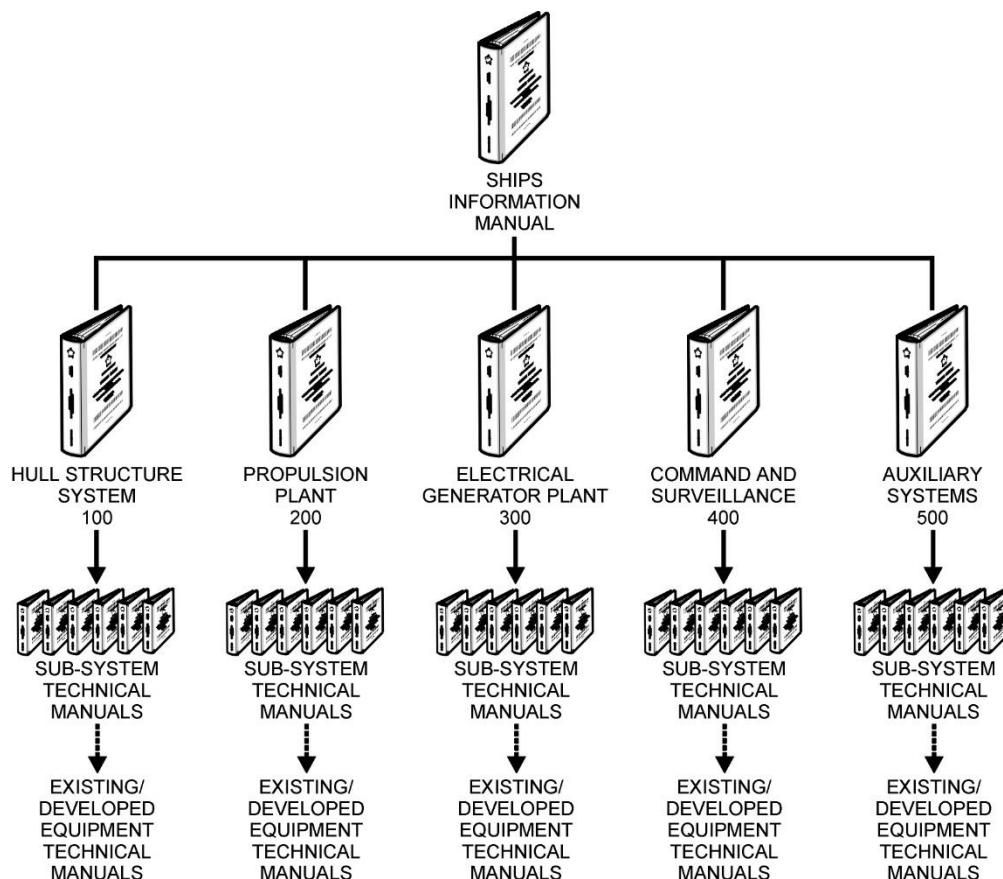 SHIPS
INFORMATION
MANUAL
HULL STRUCTURE
SYSTEM
100
PROPULSION
PLANT
200
ELECTRICAL
GENERATOR PLANT
300
COMMAND AND
SURVEILLANCE
400
AUXILIARY
SYSTEMS
500
SUB-SYSTEM
TECHNICAL
MANUALS
SUB-SYSTEM
TECHNICAL
MANUALS
SUB-SYSTEM
TECHNICAL
MANUALS
SUB-SYSTEM
TECHNICAL
MANUALS
SUB-SYSTEM
TECHNICAL
MANUALS
EXISTING/
DEVELOPED
EQUIPMENT
TECHNICAL
MANUALS
EXISTING/
DEVELOPED
EQUIPMENT
TECHNICAL
MANUALS
EXISTING/
DEVELOPED
EQUIPMENT
TECHNICAL
MANUALS
EXISTING/
DEVELOPED
EQUIPMENT
TECHNICAL
MANUALS
EXISTING/
DEVELOPED
EQUIPMENT
TECHNICAL
MANUALS